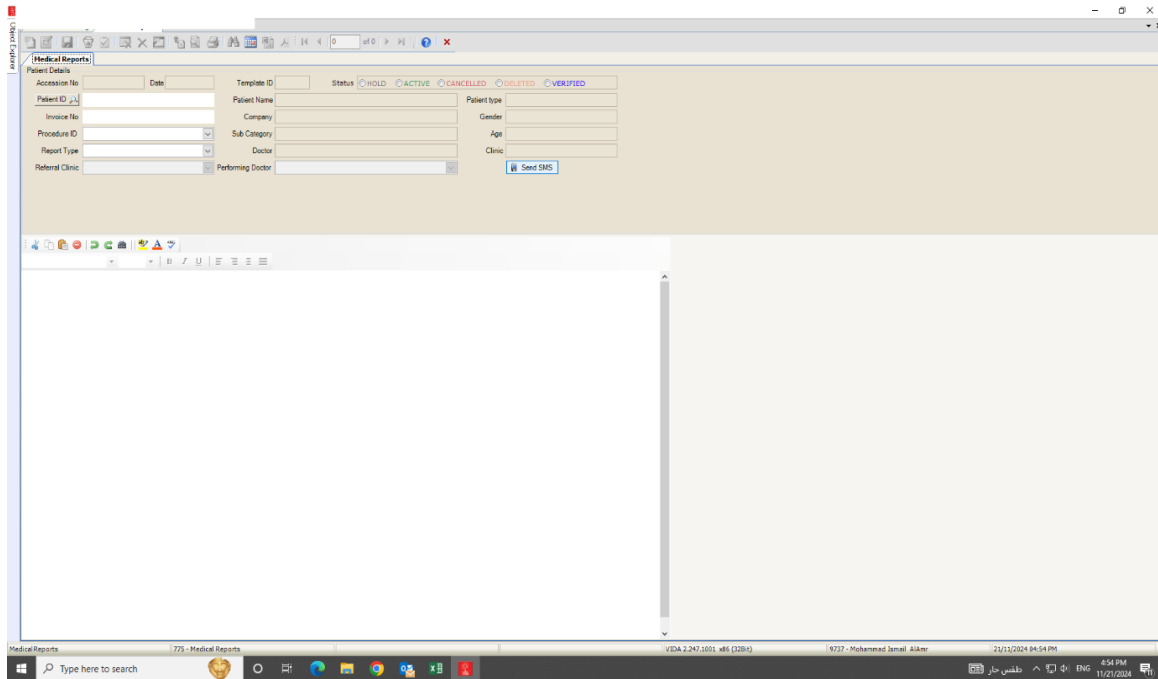 Object Explorer
0 of 0
Medical Reports
Patient Details
Accession No Date Template ID Status HOLD ACTIVE CANCELLED DELETED VERIFIED
Patient ID Patient Name Patient type
Invoice No Company Gender
Procedure ID Sub Category Age
Report Type Doctor Clinic
Referral Clinic Performing Doctor Send SMS
ab A ABC
B I U
MedicalReports 775 - Medical Reports VIDA 2.247.1001 x86 (32Bit) 9737 - Mohammad Ismail AlAmr 21/11/2024 04:54 PM
Type here to search طقس حار ENG 4:54 PM
11/21/2024